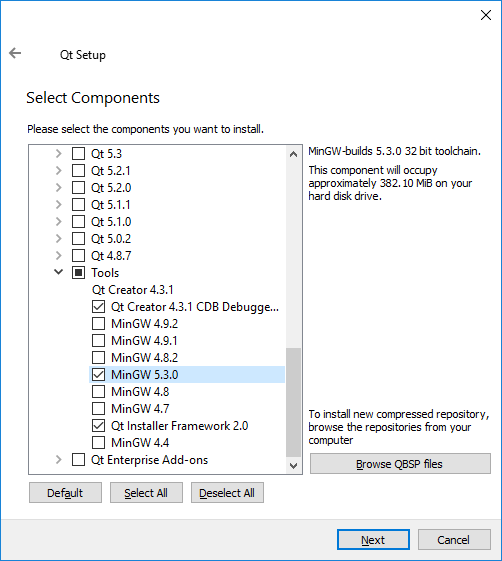 Qt Setup
Select Components
Please select the components you want to install.
Qt 5.3
Qt 5.2.1
Qt 5.2.0
Qt 5.1.1
Qt 5.1.0
Qt 5.0.2
Qt 4.8.7
Tools
Qt Creator 4.3.1
Qt Creator 4.3.1 CDB Debugge...
MinGW 4.9.2
MinGW 4.9.1
MinGW 4.8.2
MinGW 5.3.0
MinGW 4.8
MinGW 4.7
Qt Installer Framework 2.0
MinGW 4.4
Qt Enterprise Add-ons
MinGW-builds 5.3.0 32 bit toolchain.
This component will occupy
approximately 382.10 MiB on your
hard disk drive.
To install new compressed repository,
browse the repositories from your
computer
Browse QBSP files
Default Select All Deselect All
Next Cancel